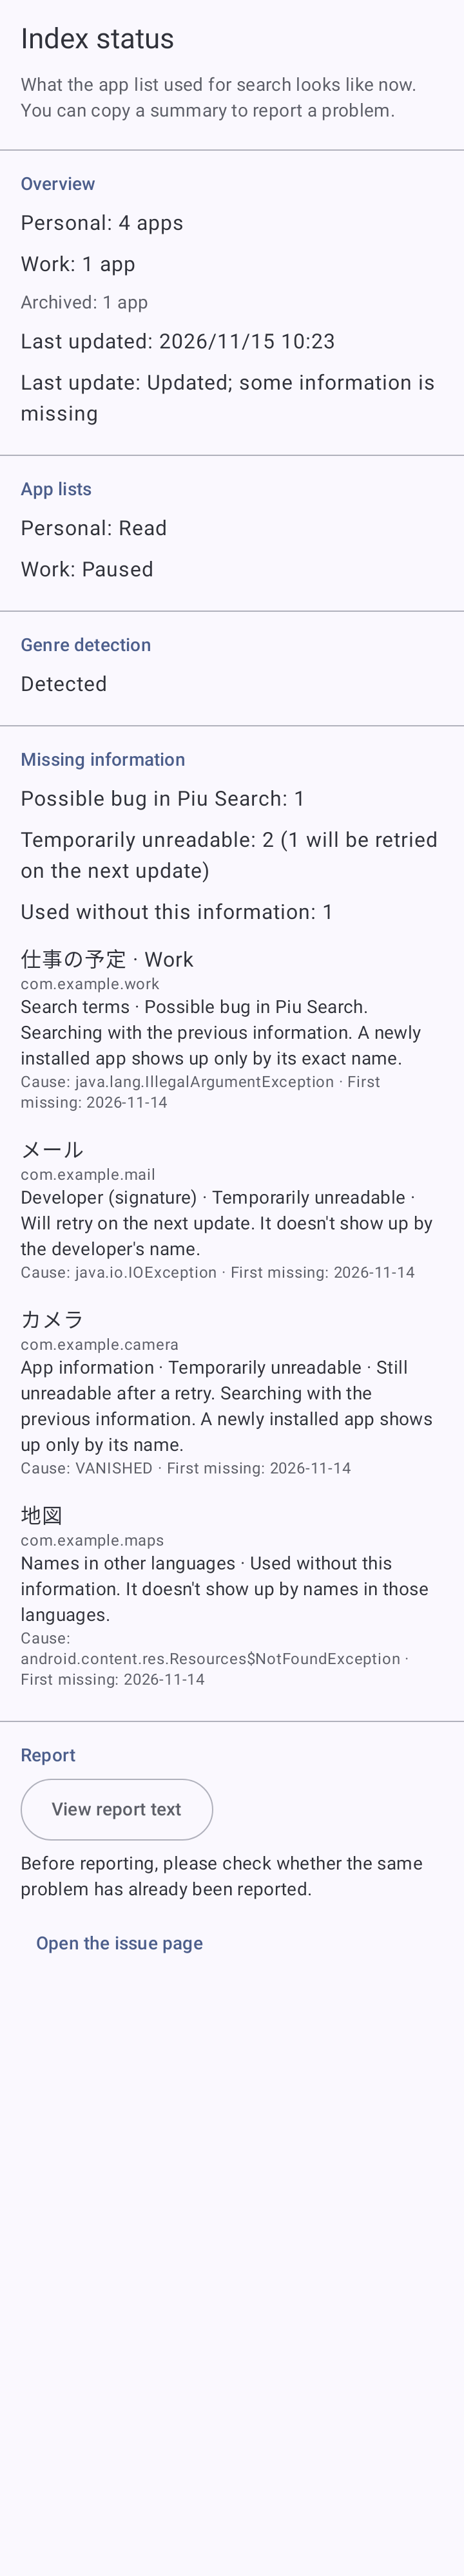 Index status
What the app list used for search looks like now.
You can copy a summary to report a problem.
Overview
Personal: 4 apps
Work: 1 app
Archived: 1 app
Last updated: 2026/11/15 10:23
Last update: Updated; some information is
missing
App lists
Personal: Read
Work: Paused
Genre detection
Detected
Missing information
Possible bug in Piu Search: 1
Temporarily unreadable: 2 (1 will be retried
on the next update)
Used without this information: 1
仕事の予定 · Work
com.example.work
Search terms · Possible bug in Piu Search.
Searching with the previous information. A newly
installed app shows up only by its exact name.
Cause: java.lang.IllegalArgumentException · First
missing: 2026-11-14
メール
com.example.mail
Developer (signature) · Temporarily unreadable ·
Will retry on the next update. It doesn't show up by
the developer's name.
Cause: java.io.IOException · First missing: 2026-11-14
カメラ
com.example.camera
App information · Temporarily unreadable · Still
unreadable after a retry. Searching with the
previous information. A newly installed app shows
up only by its name.
Cause: VANISHED · First missing: 2026-11-14
地図
com.example.maps
Names in other languages · Used without this
information. It doesn't show up by names in those
languages.
Cause:
android.content.res.Resources$NotFoundException ·
First missing: 2026-11-14
Report
View report text
Before reporting, please check whether the same
problem has already been reported.
Open the issue page